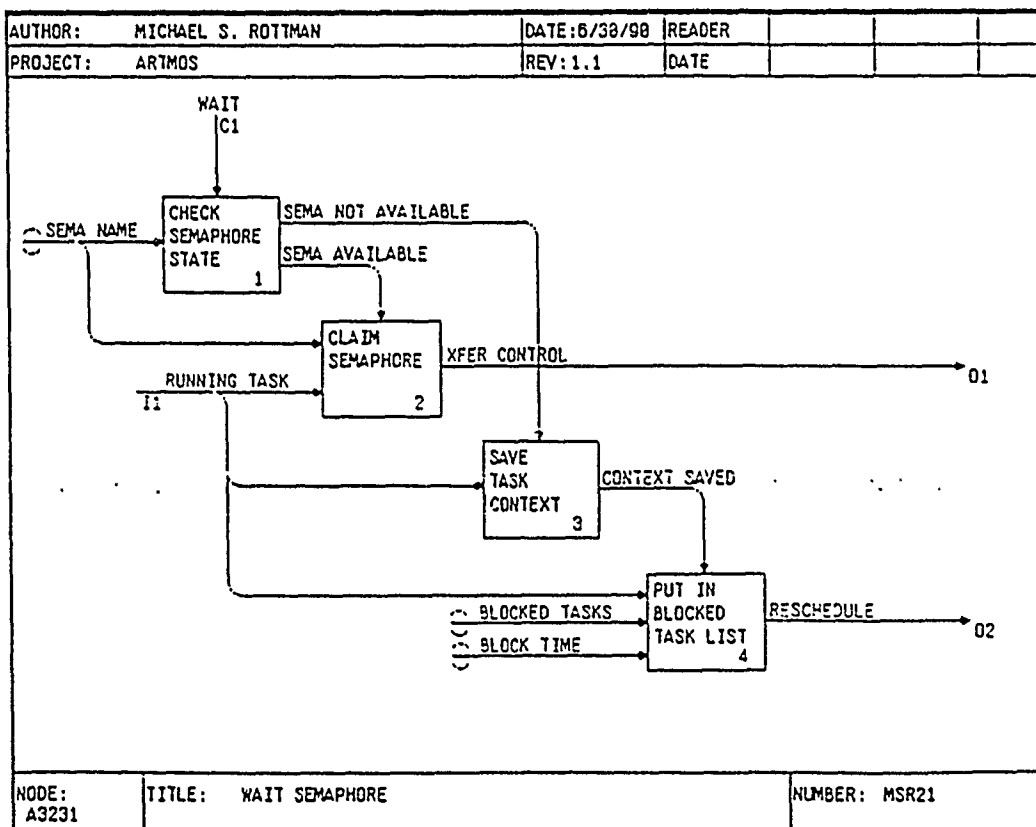 AUTHOR: MICHAEL S. ROTTMAN DATE:6/30/90 READER
PROJECT: ARTMOS REV:1.1 DATE
WAIT
C1
SEMA NAME
CHECK
SEMAPHORE
STATE
1
SEMA NOT AVAILABLE
SEMA AVAILABLE
CLAIM
SEMAPHORE
2
XFER CONTROL
O1
RUNNING TASK
I1
SAVE
TASK
CONTEXT
3
CONTEXT SAVED
PUT IN
BLOCKED
TASK LIST
4
BLOCKED TASKS
BLOCK TIME
RESCHEDULE
O2
NODE: TITLE: WAIT SEMAPHORE NUMBER: MSR21
A3231